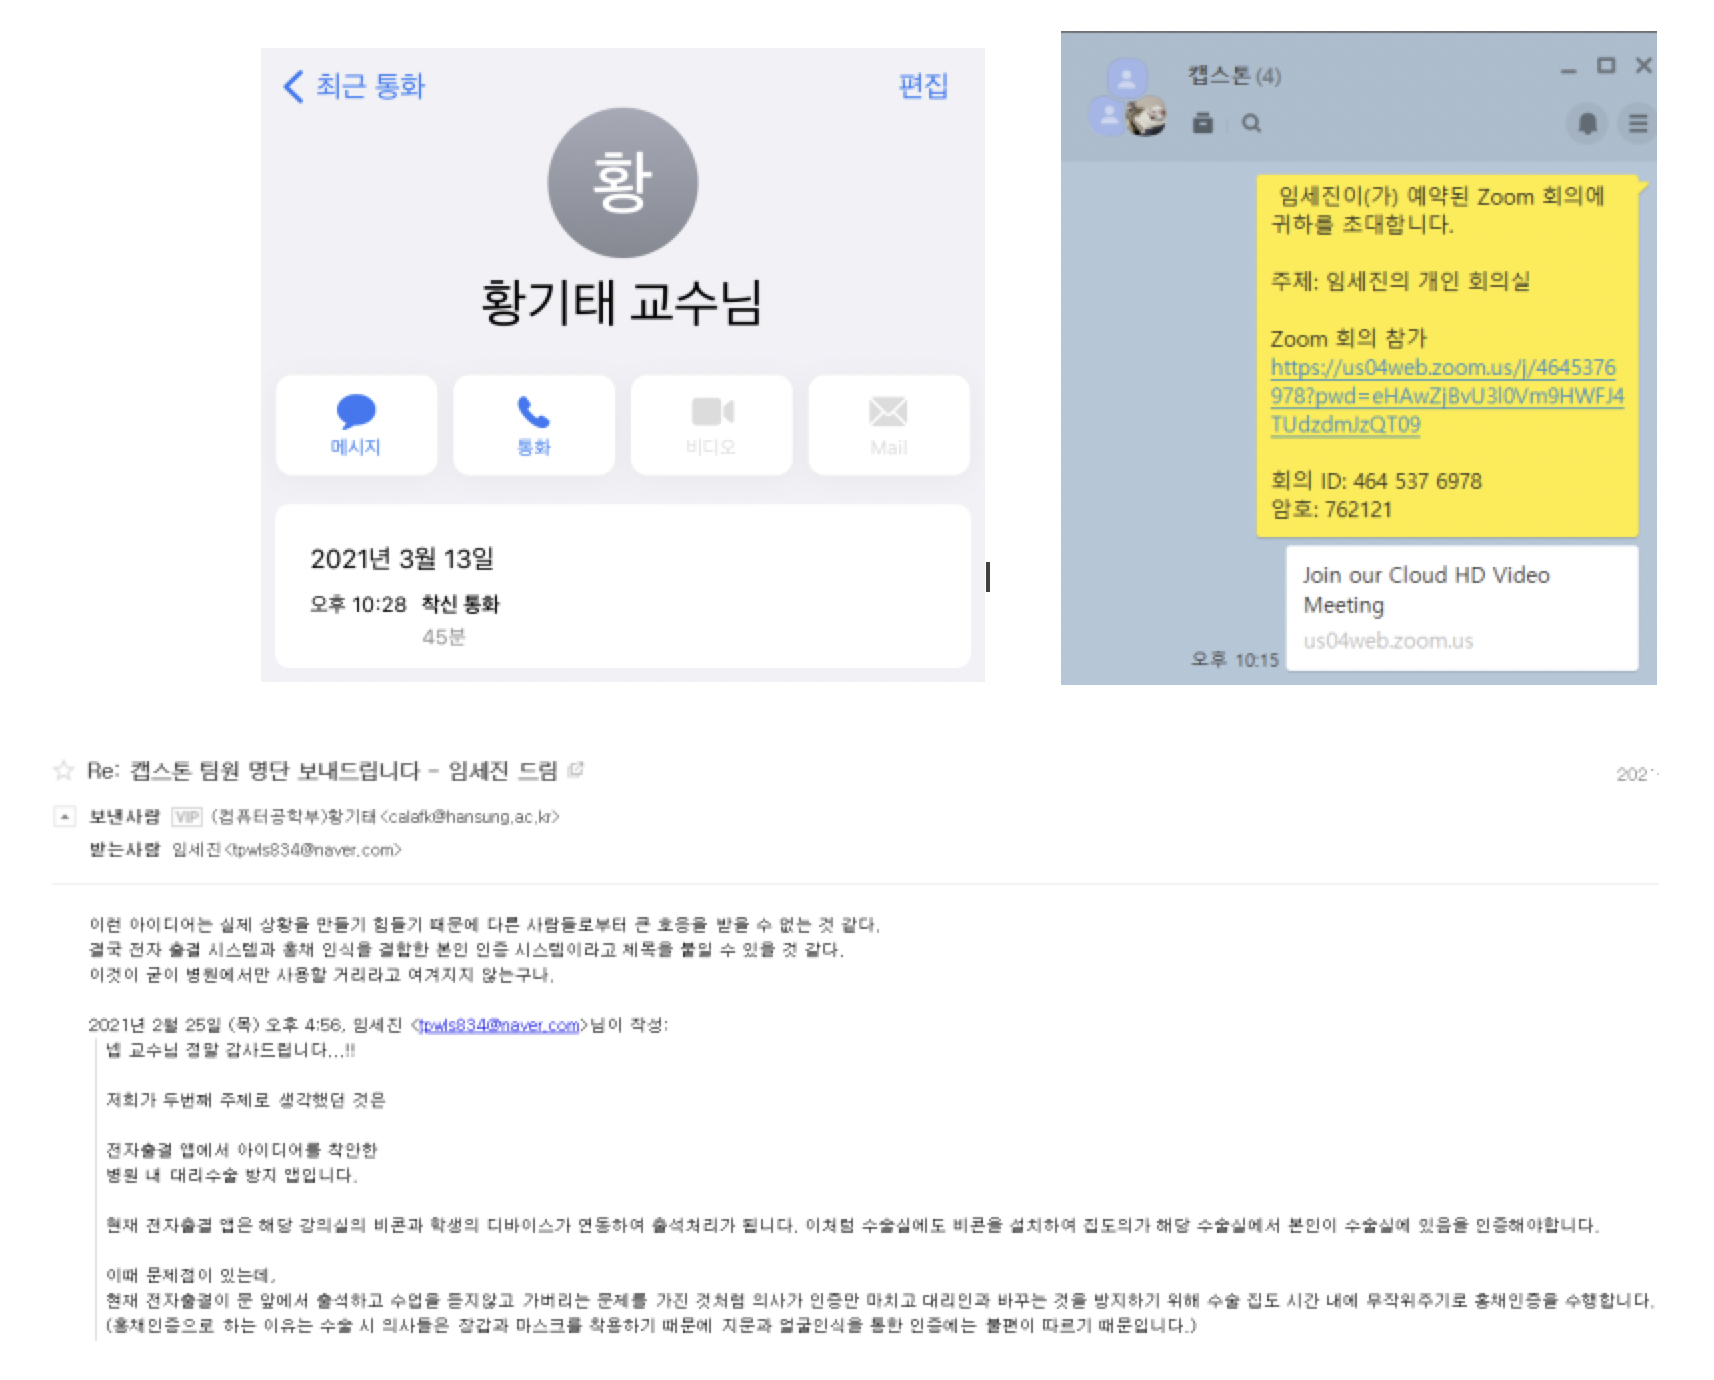 최근 통화
편집
황
황기태 교수님
메시지
통화
비디오
Mail
2021년 3월 13일
오후 10:28 착신 통화
45분
캡스톤 (4)
임세진이(가) 예약된 Zoom 회의에
귀하를 초대합니다.
주제: 임세진의 개인 회의실
Zoom 회의 참가
https://us04web.zoom.us/j/4645376
978?pwd=eHAwZjBvU3l0Vm9HWFJ4
TUdzdmJzQT09
회의 ID: 464 537 6978
암호: 762121
Join our Cloud HD Video
Meeting
us04web.zoom.us
오후 10:15
Re: 캡스톤 팀원 명단 보내드립니다 - 임세진 드림
202
보낸사람 VIP (컴퓨터공학부)황기태<calafk@hansung.ac.kr>
받는사람 임세진<tpwls834@naver.com>
이런 아이디어는 실제 상황을 만들기 힘들기 때문에 다른 사람들로부터 큰 호응을 받을 수 없는 것 같다.
결국 전자 출결 시스템과 홍채 인식을 결합한 본인 인증 시스템이라고 제목을 붙일 수 있을 것 같다.
이것이 굳이 병원에서만 사용할 거리라고 여겨지지 않는구나.
2021년 2월 25일 (목) 오후 4:56, 임세진 <tpwls834@naver.com>님이 작성:
넵 교수님 정말 감사드립니다...!!
저희가 두번째 주제로 생각했던 것은
전자출결 앱에서 아이디어를 착안한
병원 내 대리수술 방지 앱입니다.
현재 전자출결 앱은 해당 강의실의 비콘과 학생의 디바이스가 연동하여 출석처리가 됩니다. 이처럼 수술실에도 비콘을 설치하여 집도의가 해당 수술실에서 본인이 수술실에 있음을 인증해야합니다.
이때 문제점이 있는데,
현재 전자출결이 문 앞에서 출석하고 수업을 듣지않고 가버리는 문제를 가진 것처럼 의사가 인증만 마치고 대리인과 바꾸는 것을 방지하기 위해 수술 집도 시간 내에 무작위주기로 홍채인증을 수행합니다.
(홍채인증으로 하는 이유는 수술 시 의사들은 장갑과 마스크를 착용하기 때문에 지문과 얼굴인식을 통한 인증에는 불편이 따르기 때문입니다.)